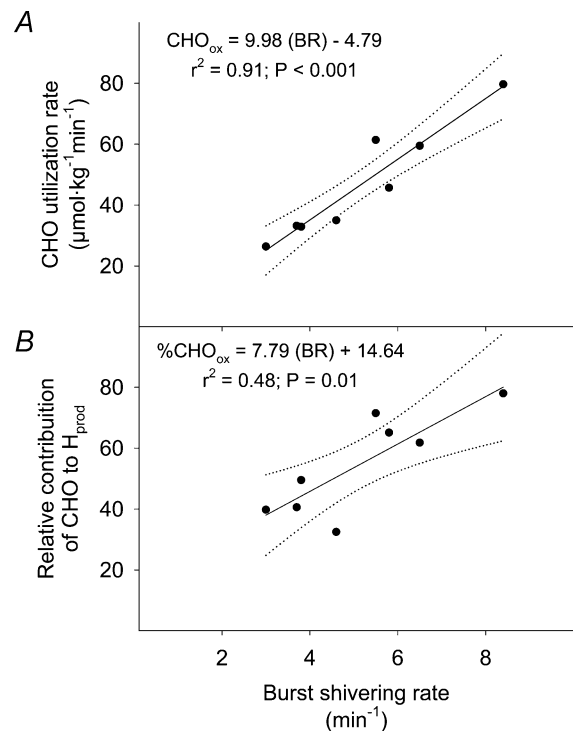 A
CHOox = 9.98 (BR) - 4.79
r² = 0.91; P < 0.001
80
60
40
20
CHO utilization rate
(µmol·kg⁻¹min⁻¹)
B
%CHOox = 7.79 (BR) + 14.64
r² = 0.48; P = 0.01
80
60
40
20
Relative contribuition
of CHO to Hprod
2 4 6 8
Burst shivering rate
(min⁻¹)